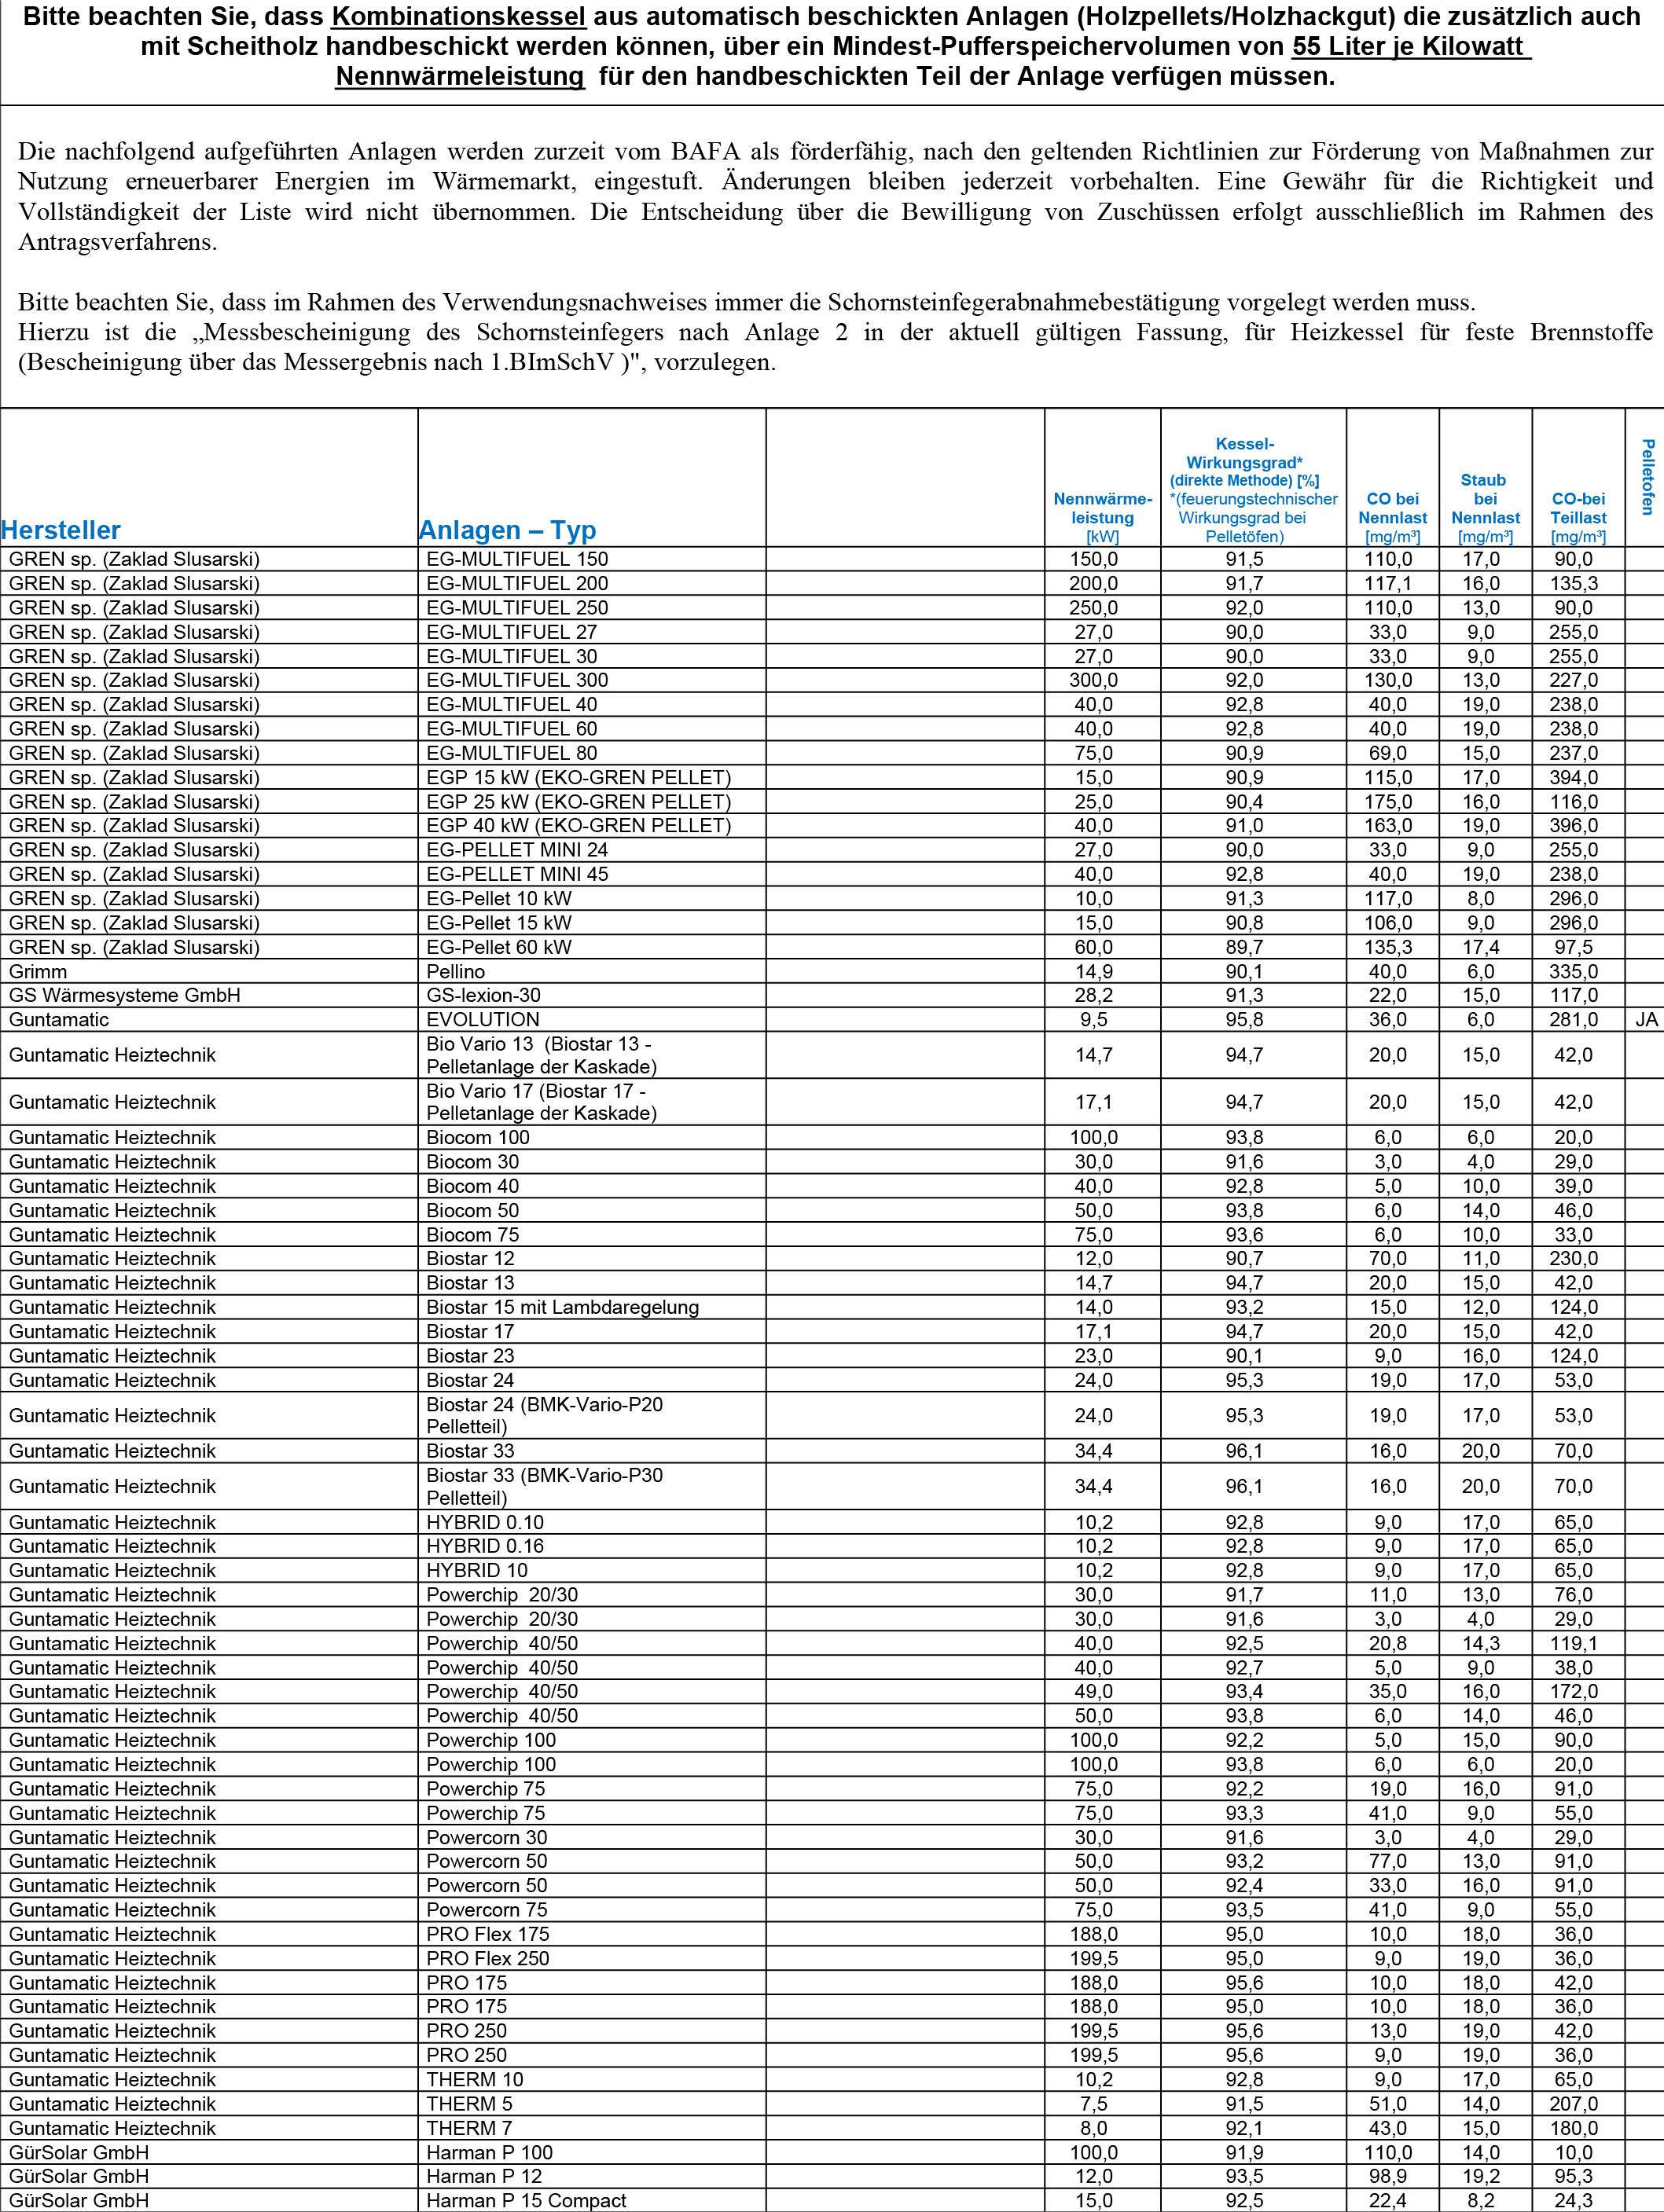 Bitte beachten Sie, dass Kombinationskessel aus automatisch beschickten Anlagen (Holzpellets/Holzhackgut) die zusätzlich auch
mit Scheitholz handbeschickt werden können, über ein Mindest-Pufferspeichervolumen von 55 Liter je Kilowatt
Nennwärmeleistung für den handbeschickten Teil der Anlage verfügen müssen.
Die nachfolgend aufgeführten Anlagen werden zurzeit vom BAFA als förderfähig, nach den geltenden Richtlinien zur Förderung von Maßnahmen zur
Nutzung erneuerbarer Energien im Wärmemarkt, eingestuft. Änderungen bleiben jederzeit vorbehalten. Eine Gewähr für die Richtigkeit und
Vollständigkeit der Liste wird nicht übernommen. Die Entscheidung über die Bewilligung von Zuschüssen erfolgt ausschließlich im Rahmen des
Antragsverfahrens.
Bitte beachten Sie, dass im Rahmen des Verwendungsnachweises immer die Schornsteinfegerabnahmebestätigung vorgelegt werden muss.
Hierzu ist die „Messbescheinigung des Schornsteinfegers nach Anlage 2 in der aktuell gültigen Fassung, für Heizkessel für feste Brennstoffe
(Bescheinigung über das Messergebnis nach 1.BImSchV )", vorzulegen.
Hersteller
Anlagen – Typ
Nennwärme-
leistung
[kW]
Kessel-
Wirkungsgrad*
(direkte Methode) [%]
*(feuerungstechnischer
Wirkungsgrad bei
Pelletöfen)
CO bei
Nennlast
[mg/m³]
Staub
bei
Nennlast
[mg/m³]
CO-bei
Teillast
[mg/m³]
Pelletofen
GREN sp. (Zaklad Slusarski) EG-MULTIFUEL 150 150,0 91,5 110,0 17,0 90,0
GREN sp. (Zaklad Slusarski) EG-MULTIFUEL 200 200,0 91,7 117,1 16,0 135,3
GREN sp. (Zaklad Slusarski) EG-MULTIFUEL 250 250,0 92,0 110,0 13,0 90,0
GREN sp. (Zaklad Slusarski) EG-MULTIFUEL 27 27,0 90,0 33,0 9,0 255,0
GREN sp. (Zaklad Slusarski) EG-MULTIFUEL 30 27,0 90,0 33,0 9,0 255,0
GREN sp. (Zaklad Slusarski) EG-MULTIFUEL 300 300,0 92,0 130,0 13,0 227,0
GREN sp. (Zaklad Slusarski) EG-MULTIFUEL 40 40,0 92,8 40,0 19,0 238,0
GREN sp. (Zaklad Slusarski) EG-MULTIFUEL 60 40,0 92,8 40,0 19,0 238,0
GREN sp. (Zaklad Slusarski) EG-MULTIFUEL 80 75,0 90,9 69,0 15,0 237,0
GREN sp. (Zaklad Slusarski) EGP 15 kW (EKO-GREN PELLET) 15,0 90,9 115,0 17,0 394,0
GREN sp. (Zaklad Slusarski) EGP 25 kW (EKO-GREN PELLET) 25,0 90,4 175,0 16,0 116,0
GREN sp. (Zaklad Slusarski) EGP 40 kW (EKO-GREN PELLET) 40,0 91,0 163,0 19,0 396,0
GREN sp. (Zaklad Slusarski) EG-PELLET MINI 24 27,0 90,0 33,0 9,0 255,0
GREN sp. (Zaklad Slusarski) EG-PELLET MINI 45 40,0 92,8 40,0 19,0 238,0
GREN sp. (Zaklad Slusarski) EG-Pellet 10 kW 10,0 91,3 117,0 8,0 296,0
GREN sp. (Zaklad Slusarski) EG-Pellet 15 kW 15,0 90,8 106,0 9,0 296,0
GREN sp. (Zaklad Slusarski) EG-Pellet 60 kW 60,0 89,7 135,3 17,4 97,5
Grimm Pellino 14,9 90,1 40,0 6,0 335,0
GS Wärmesysteme GmbH GS-lexion-30 28,2 91,3 22,0 15,0 117,0
Guntamatic EVOLUTION 9,5 95,8 36,0 6,0 281,0 JA
Guntamatic Heiztechnik Bio Vario 13 (Biostar 13 -
Pelletanlage der Kaskade) 14,7 94,7 20,0 15,0 42,0
Guntamatic Heiztechnik Bio Vario 17 (Biostar 17 -
Pelletanlage der Kaskade) 17,1 94,7 20,0 15,0 42,0
Guntamatic Heiztechnik Biocom 100 100,0 93,8 6,0 6,0 20,0
Guntamatic Heiztechnik Biocom 30 30,0 91,6 3,0 4,0 29,0
Guntamatic Heiztechnik Biocom 40 40,0 92,8 5,0 10,0 39,0
Guntamatic Heiztechnik Biocom 50 50,0 93,8 6,0 14,0 46,0
Guntamatic Heiztechnik Biocom 75 75,0 93,6 6,0 10,0 33,0
Guntamatic Heiztechnik Biostar 12 12,0 90,7 70,0 11,0 230,0
Guntamatic Heiztechnik Biostar 13 14,7 94,7 20,0 15,0 42,0
Guntamatic Heiztechnik Biostar 15 mit Lambdaregelung 14,0 93,2 15,0 12,0 124,0
Guntamatic Heiztechnik Biostar 17 17,1 94,7 20,0 15,0 42,0
Guntamatic Heiztechnik Biostar 23 23,0 90,1 9,0 16,0 124,0
Guntamatic Heiztechnik Biostar 24 24,0 95,3 19,0 17,0 53,0
Guntamatic Heiztechnik Biostar 24 (BMK-Vario-P20
Pelletteil) 24,0 95,3 19,0 17,0 53,0
Guntamatic Heiztechnik Biostar 33 34,4 96,1 16,0 20,0 70,0
Guntamatic Heiztechnik Biostar 33 (BMK-Vario-P30
Pelletteil) 34,4 96,1 16,0 20,0 70,0
Guntamatic Heiztechnik HYBRID 0.10 10,2 92,8 9,0 17,0 65,0
Guntamatic Heiztechnik HYBRID 0.16 10,2 92,8 9,0 17,0 65,0
Guntamatic Heiztechnik HYBRID 10 10,2 92,8 9,0 17,0 65,0
Guntamatic Heiztechnik Powerchip 20/30 30,0 91,7 11,0 13,0 76,0
Guntamatic Heiztechnik Powerchip 20/30 30,0 91,6 3,0 4,0 29,0
Guntamatic Heiztechnik Powerchip 40/50 40,0 92,5 20,8 14,3 119,1
Guntamatic Heiztechnik Powerchip 40/50 40,0 92,7 5,0 9,0 38,0
Guntamatic Heiztechnik Powerchip 40/50 49,0 93,4 35,0 16,0 172,0
Guntamatic Heiztechnik Powerchip 40/50 50,0 93,8 6,0 14,0 46,0
Guntamatic Heiztechnik Powerchip 100 100,0 92,2 5,0 15,0 90,0
Guntamatic Heiztechnik Powerchip 100 100,0 93,8 6,0 6,0 20,0
Guntamatic Heiztechnik Powerchip 75 75,0 92,2 19,0 16,0 91,0
Guntamatic Heiztechnik Powerchip 75 75,0 93,3 41,0 9,0 55,0
Guntamatic Heiztechnik Powercorn 30 30,0 91,6 3,0 4,0 29,0
Guntamatic Heiztechnik Powercorn 50 50,0 93,2 77,0 13,0 91,0
Guntamatic Heiztechnik Powercorn 50 50,0 92,4 33,0 16,0 91,0
Guntamatic Heiztechnik Powercorn 75 75,0 93,5 41,0 9,0 55,0
Guntamatic Heiztechnik PRO Flex 175 188,0 95,0 10,0 18,0 36,0
Guntamatic Heiztechnik PRO Flex 250 199,5 95,0 9,0 19,0 36,0
Guntamatic Heiztechnik PRO 175 188,0 95,6 10,0 18,0 42,0
Guntamatic Heiztechnik PRO 175 188,0 95,0 10,0 18,0 36,0
Guntamatic Heiztechnik PRO 250 199,5 95,6 13,0 19,0 42,0
Guntamatic Heiztechnik PRO 250 199,5 95,6 9,0 19,0 36,0
Guntamatic Heiztechnik THERM 10 10,2 92,8 9,0 17,0 65,0
Guntamatic Heiztechnik THERM 5 7,5 91,5 51,0 14,0 207,0
Guntamatic Heiztechnik THERM 7 8,0 92,1 43,0 15,0 180,0
GürSolar GmbH Harman P 100 100,0 91,9 110,0 14,0 10,0
GürSolar GmbH Harman P 12 12,0 93,5 98,9 19,2 95,3
GürSolar GmbH Harman P 15 Compact 15,0 92,5 22,4 8,2 24,3